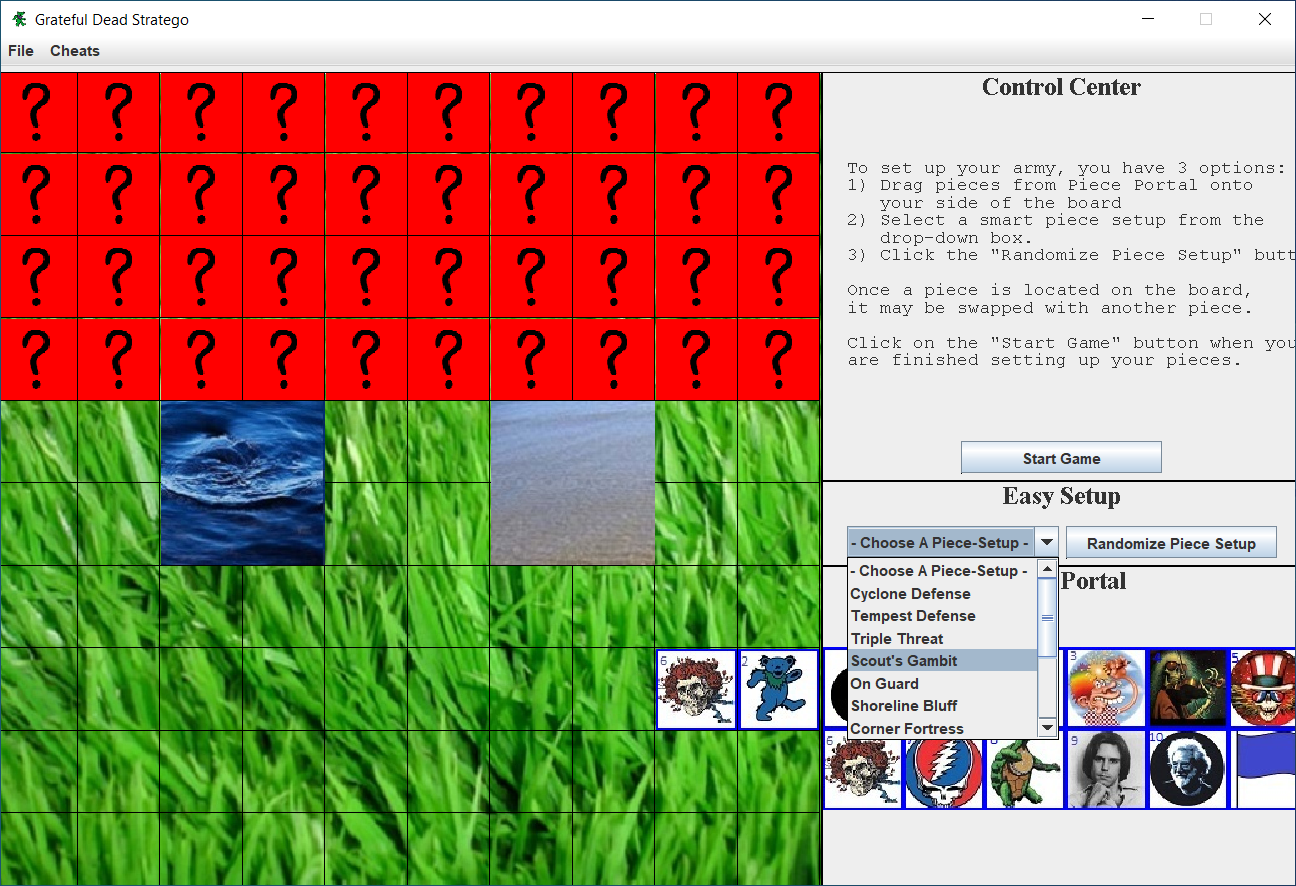 Grateful Dead Stratego
File Cheats
? ? ? ? ? ? ? ? ? ?
? ? ? ? ? ? ? ? ? ?
? ? ? ? ? ? ? ? ? ?
? ? ? ? ? ? ? ? ? ?
6 2
Control Center
To set up your army, you have 3 options:
1) Drag pieces from Piece Portal onto
your side of the board
2) Select a smart piece setup from the
drop-down box.
3) Click the "Randomize Piece Setup" butt
Once a piece is located on the board,
it may be swapped with another piece.
Click on the "Start Game" button when you
are finished setting up your pieces.
Start Game
Easy Setup
- Choose A Piece-Setup - Randomize Piece Setup
- Choose A Piece-Setup -
Cyclone Defense
Tempest Defense
Triple Threat
Scout's Gambit
On Guard
Shoreline Bluff
Corner Fortress
Portal
3 5
6 9 10